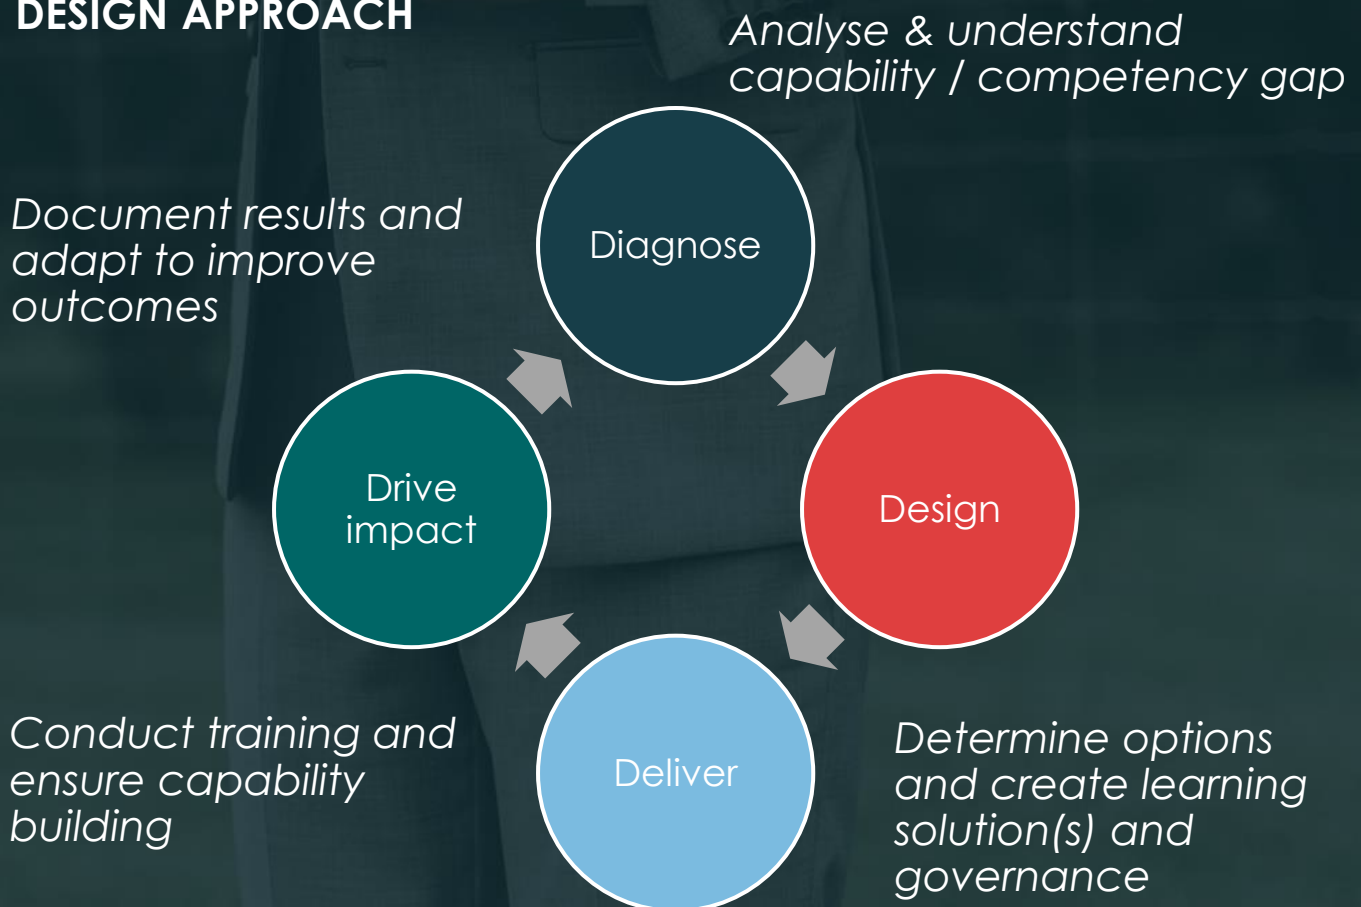 DESIGN APPROACH
Analyse & understand
capability / competency gap
Diagnose
Document results and
adapt to improve
outcomes
Drive
impact
Design
Conduct training and
ensure capability
building
Deliver
Determine options
and create learning
solution(s) and
governance